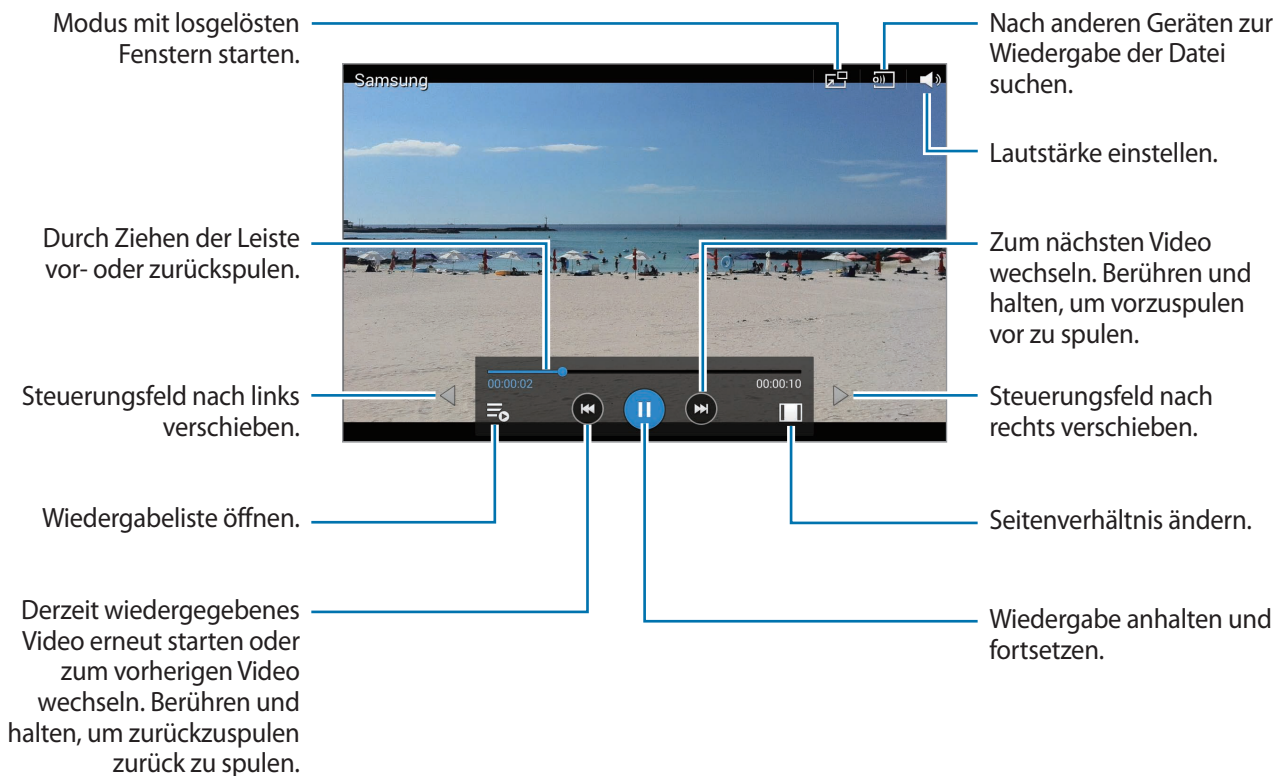 Modus mit losgelösten
Fenstern starten.
Nach anderen Geräten zur
Wiedergabe der Datei
suchen.
Samsung
Lautstärke einstellen.
Durch Ziehen der Leiste
vor- oder zurückspulen.
Zum nächsten Video
wechseln. Berühren und
halten, um vorzuspulen
vor zu spulen.
00:00:02
00:00:10
Steuerungsfeld nach links
verschieben.
Steuerungsfeld nach
rechts verschieben.
Wiedergabeliste öffnen.
Seitenverhältnis ändern.
Derzeit wiedergegebenes
Video erneut starten oder
zum vorherigen Video
wechseln. Berühren und
halten, um zurückzuspulen
zurück zu spulen.
Wiedergabe anhalten und
fortsetzen.